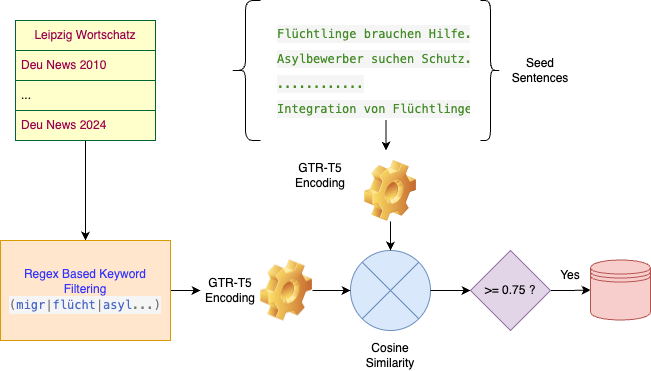 Leipzig Wortschatz
Deu News 2010
...
Deu News 2024
Flüchtlinge brauchen Hilfe.
Asylbewerber suchen Schutz.
............
Integration von Flüchtlinge
Seed
Sentences
GTR-T5
Encoding
Regex Based Keyword
Filtering
(migr|flücht|asyl...)
GTR-T5
Encoding
Cosine
Similarity
>= 0.75 ?
Yes